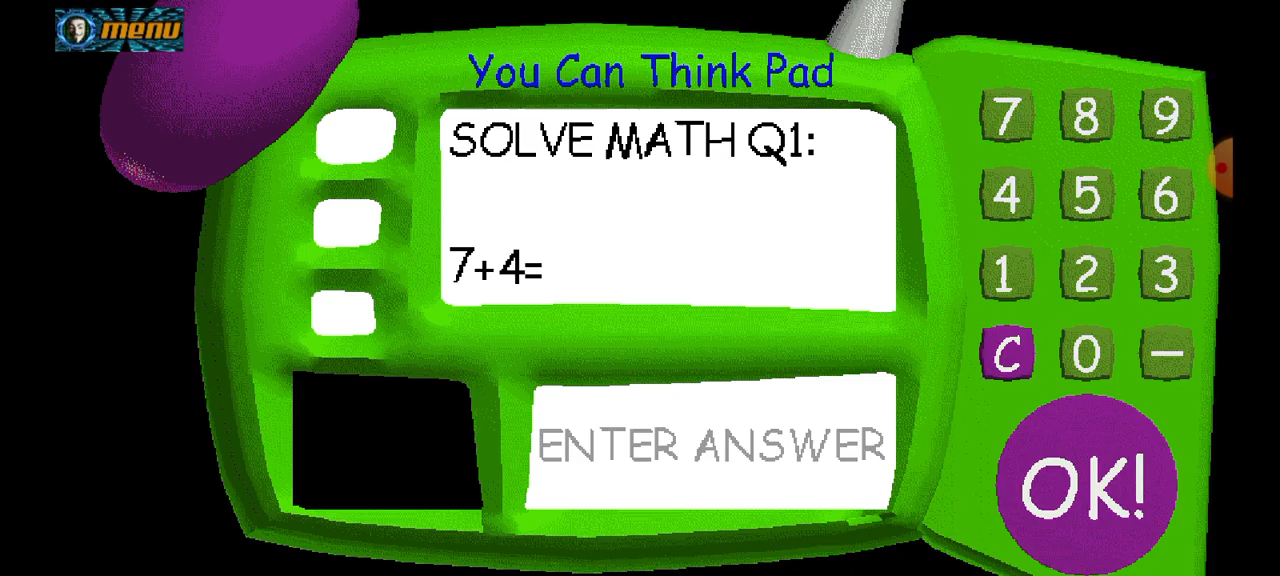 menu
You Can Think Pad
SOLVE MATH Q1:
7+4=
ENTER ANSWER
7 8 9
4 5 6
1 2 3
C 0 –
OK!